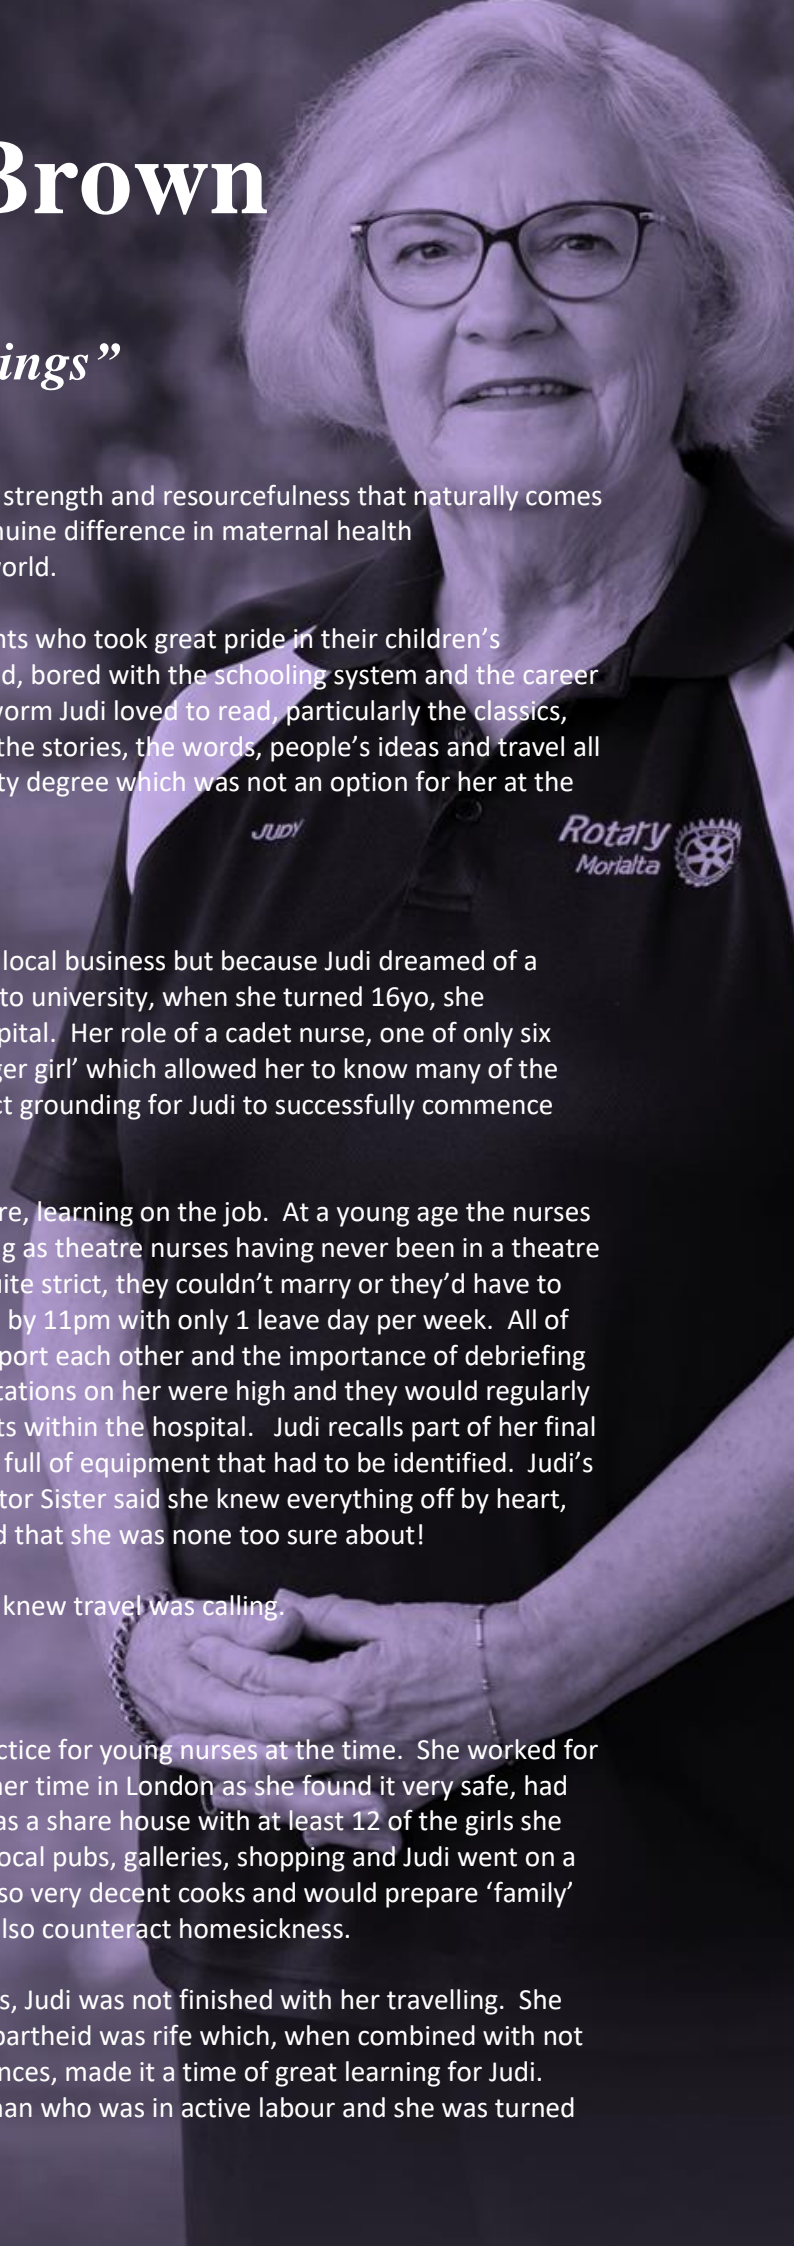 Brown
ings”
strength and resourcefulness that naturally comes
nuine difference in maternal health
world.
nts who took great pride in their children’s
d, bored with the schooling system and the career
worm Judi loved to read, particularly the classics,
the stories, the words, people’s ideas and travel all
ty degree which was not an option for her at the
JUDY
Rotary
Morialta
local business but because Judi dreamed of a
to university, when she turned 16yo, she
pital.  Her role of a cadet nurse, one of only six
ger girl’ which allowed her to know many of the
ct grounding for Judi to successfully commence
re, learning on the job.  At a young age the nurses
g as theatre nurses having never been in a theatre
uite strict, they couldn’t marry or they’d have to
by 11pm with only 1 leave day per week.  All of
port each other and the importance of debriefing
tations on her were high and they would regularly
ts within the hospital.   Judi recalls part of her final
full of equipment that had to be identified.  Judi’s
tor Sister said she knew everything off by heart,
d that she was none too sure about!
knew travel was calling.
ctice for young nurses at the time.  She worked for
her time in London as she found it very safe, had
as a share house with at least 12 of the girls she
ocal pubs, galleries, shopping and Judi went on a
so very decent cooks and would prepare ‘family’
lso counteract homesickness.
s, Judi was not finished with her travelling.  She
partheid was rife which, when combined with not
nces, made it a time of great learning for Judi.
nan who was in active labour and she was turned